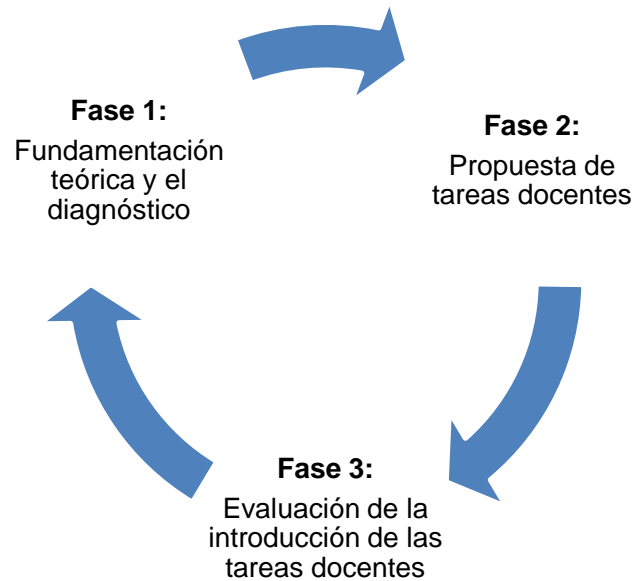 Fase 1:
Fundamentación
teórica y el
diagnóstico
Fase 2:
Propuesta de
tareas docentes
Fase 3:
Evaluación de la
introducción de las
tareas docentes